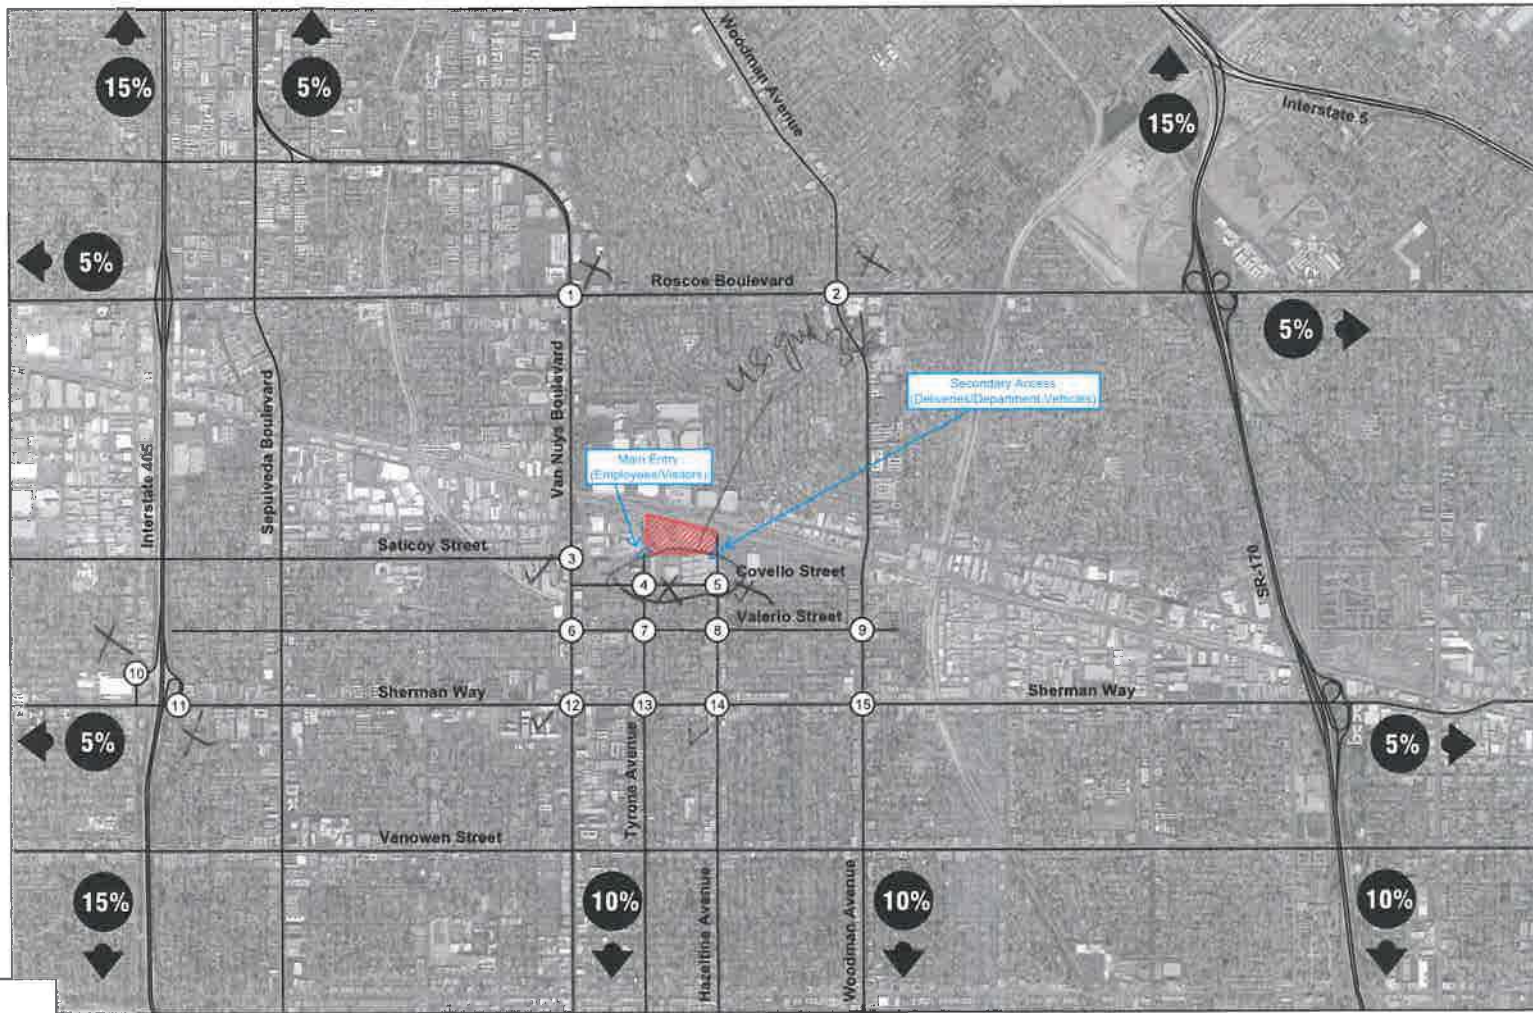 15%
5%
Woodman Avenue
15%
Interstate 5
5%
1
Roscoe Boulevard
2
5%
Interstate 405
Sepulveda Boulevard
Van Nuys Boulevard
Secondary Access
(Deliveries/Department Vehicles)
Main Entry
(Employees/Visitors)
Saticoy Street
3
4
5
Covello Street
SR-170
6
7
8
Valerio Street
9
10
11
Sherman Way
12
13
14
15
Sherman Way
5%
5%
Tyrone Avenue
Vanowen Street
15%
10%
Hazeltine Avenue
Woodman Avenue
10%
10%